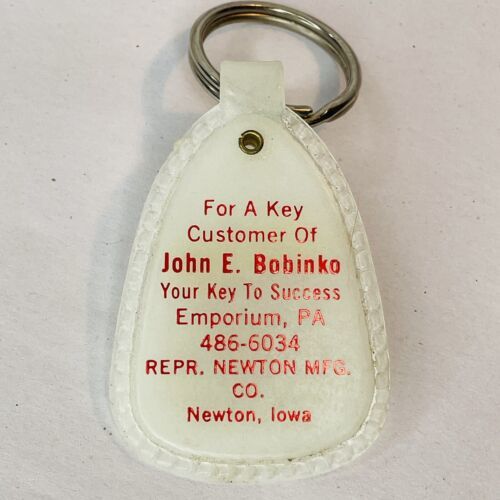 For A Key
Customer Of
John E. Bobinko
Your Key To Success
Emporium, PA
486-6034
REPR. NEWTON MFG.
CO.
Newton, Iowa